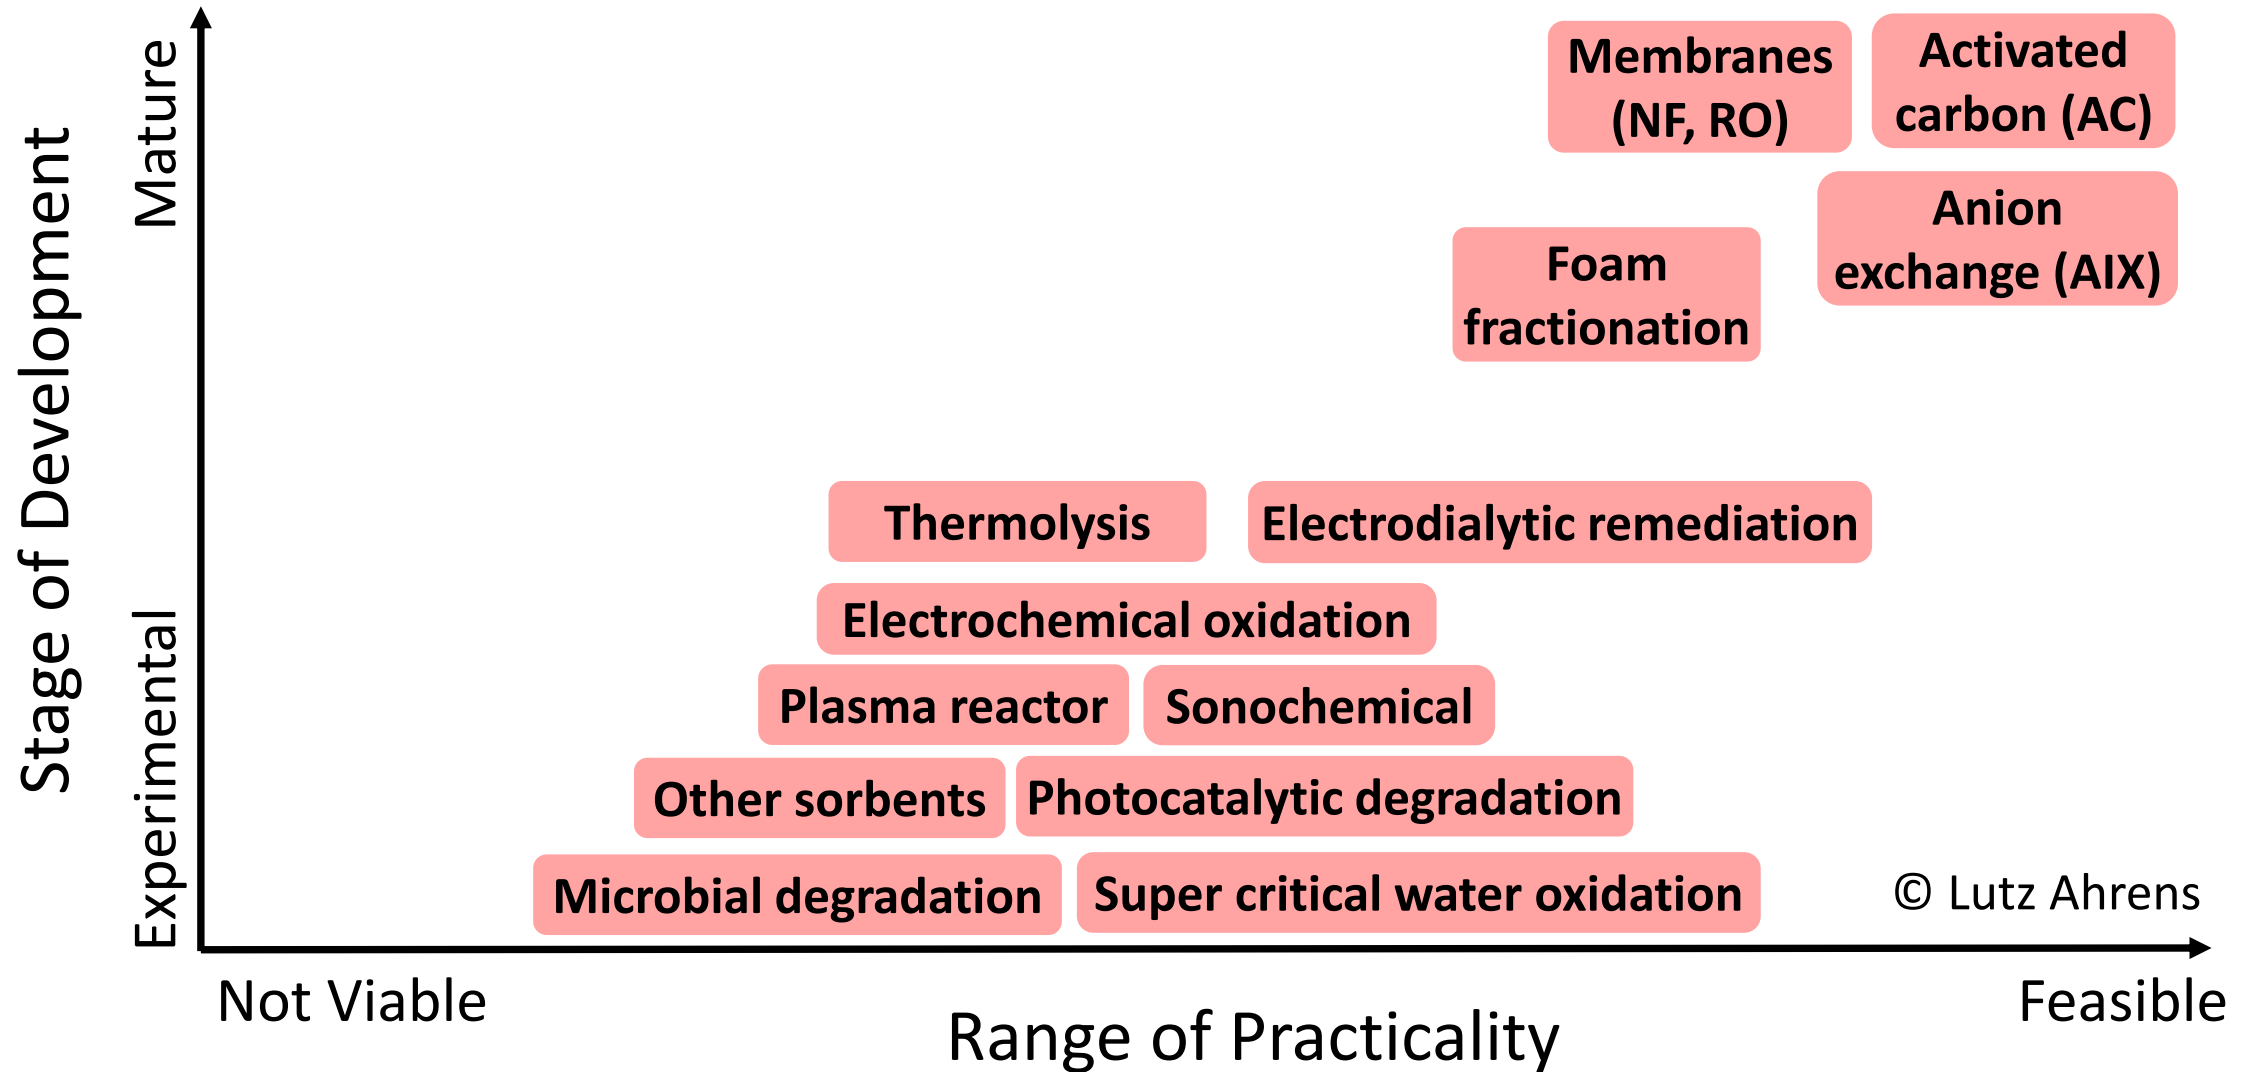 Stage of Development
Mature
Experimental
Membranes
(NF, RO)
Activated
carbon (AC)
Anion
exchange (AIX)
Foam
fractionation
Thermolysis
Electrodialytic remediation
Electrochemical oxidation
Plasma reactor
Sonochemical
Other sorbents
Photocatalytic degradation
Microbial degradation
Super critical water oxidation
© Lutz Ahrens
Not Viable
Feasible
Range of Practicality